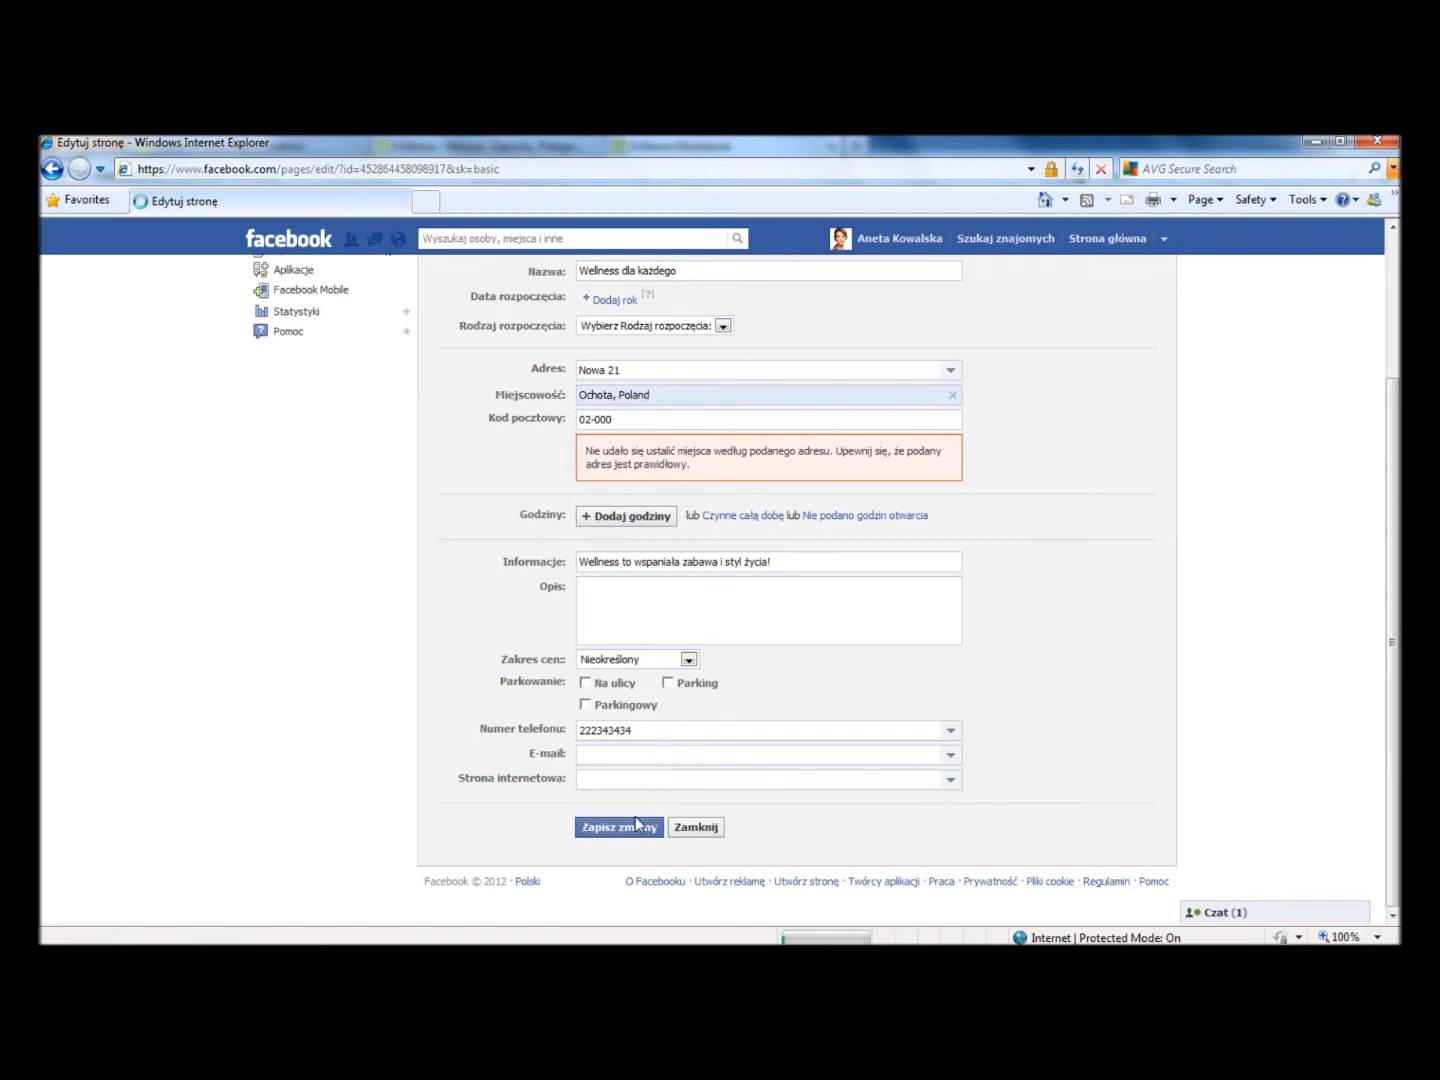 Edytuj stronę - Windows Internet Explorer
https://www.facebook.com/pages/edit/?id=452864458098917&sk=basic
AVG Secure Search
Favorites
Edytuj stronę
Page
Safety
Tools
facebook
Wyszukaj osoby, miejsca i inne
Aneta Kowalska
Szukaj znajomych
Strona główna
Aplikacje
Facebook Mobile
Statystyki
Pomoc
Nazwa: Wellness dla każdego
Data rozpoczęcia: + Dodaj rok [?]
Rodzaj rozpoczęcia: Wybierz Rodzaj rozpoczęcia:
Adres: Nowa 21
Miejscowość: Ochota, Poland
Kod pocztowy: 02-000
Nie udało się ustalić miejsca według podanego adresu. Upewnij się, że podany
adres jest prawidłowy.
Godziny: + Dodaj godziny lub Czynne całą dobę lub Nie podano godzin otwarcia
Informacje: Wellness to wspaniała zabawa i styl życia!
Opis:
Zakres cen:: Nieokreślony
Parkowanie: Na ulicy Parking
Parkingowy
Numer telefonu: 222343434
E-mail:
Strona internetowa:
Zapisz zmiany Zamknij
Facebook © 2012 · Polski
O Facebooku · Utwórz reklamę · Utwórz stronę · Twórcy aplikacji · Praca · Prywatność · Pliki cookie · Regulamin · Pomoc
Czat (1)
Internet | Protected Mode: On
100%